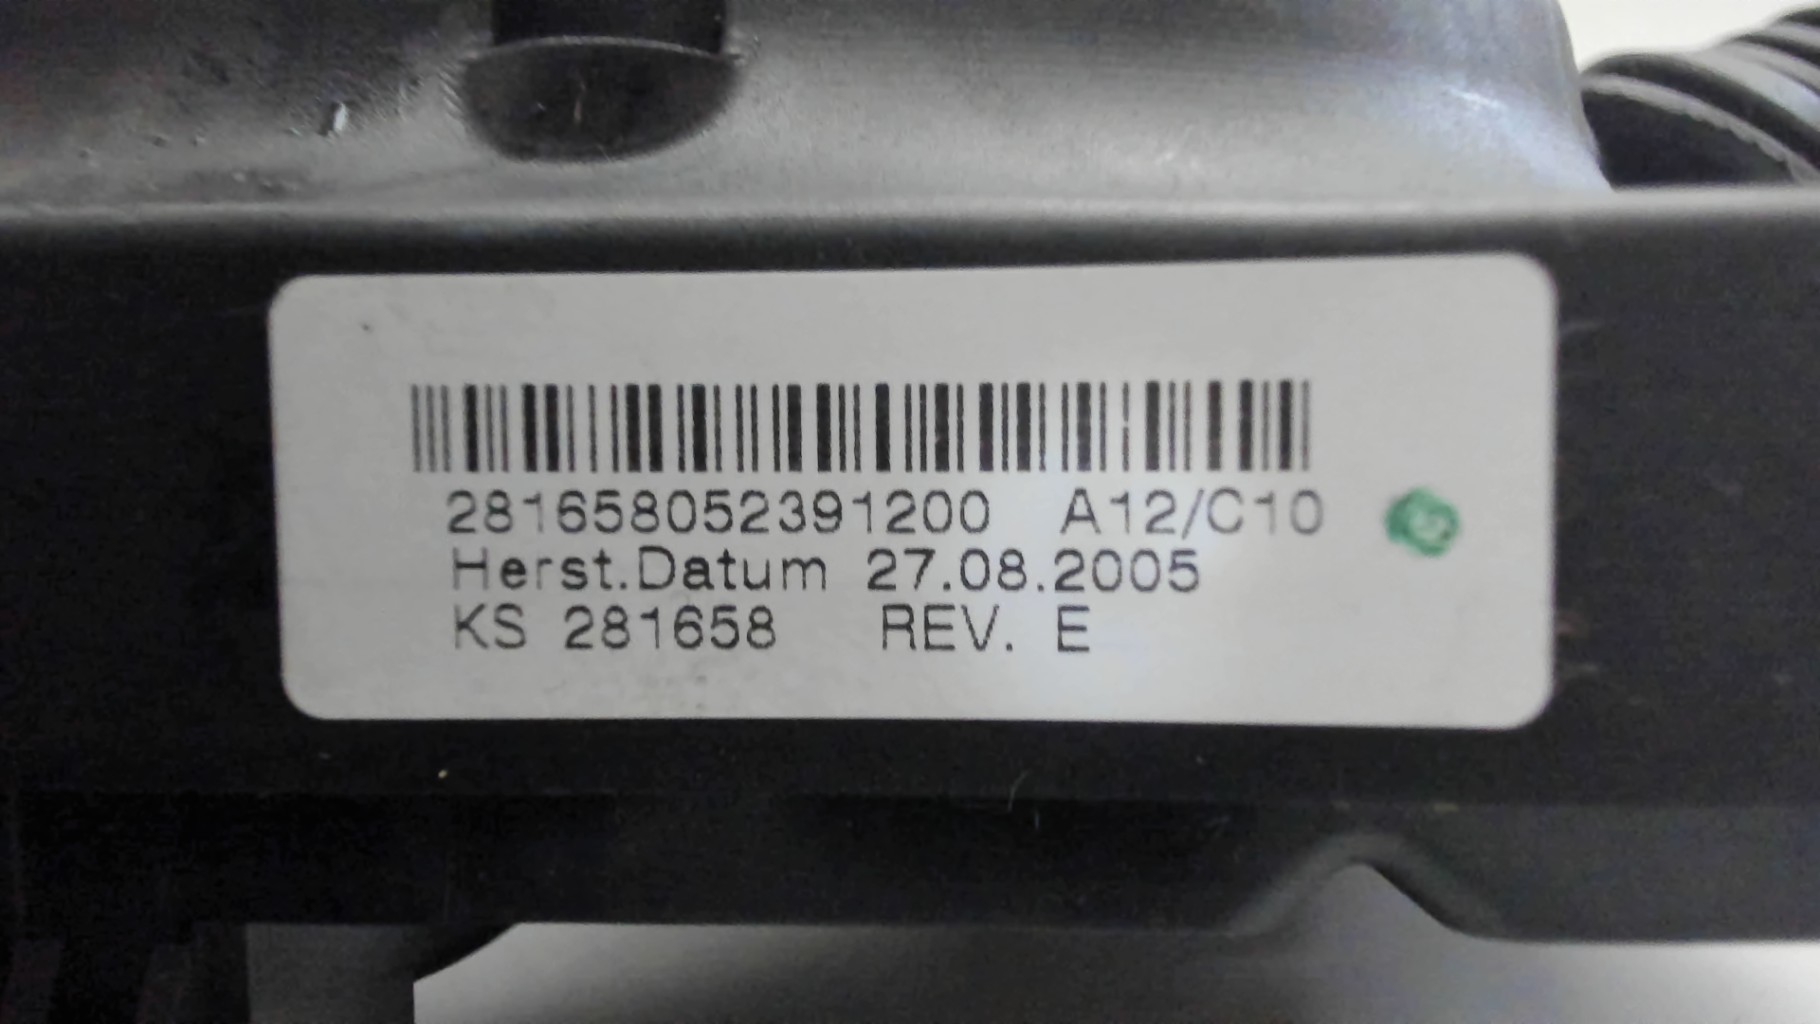 281658052391200 A12/C10
Herst.Datum 27.08.2005
KS 281658 REV. E